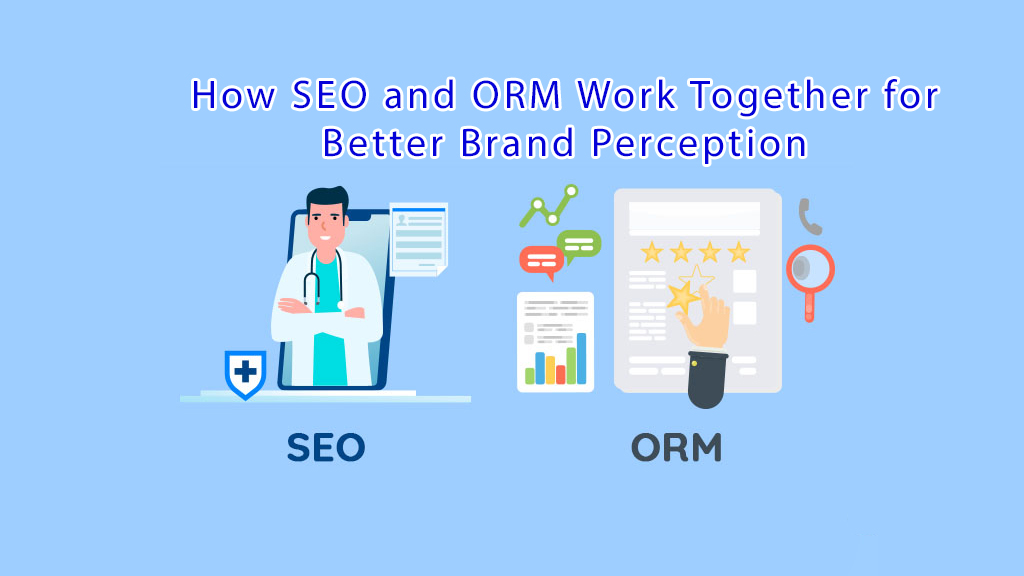 How SEO and ORM Work Together for
Better Brand Perception
SEO
ORM